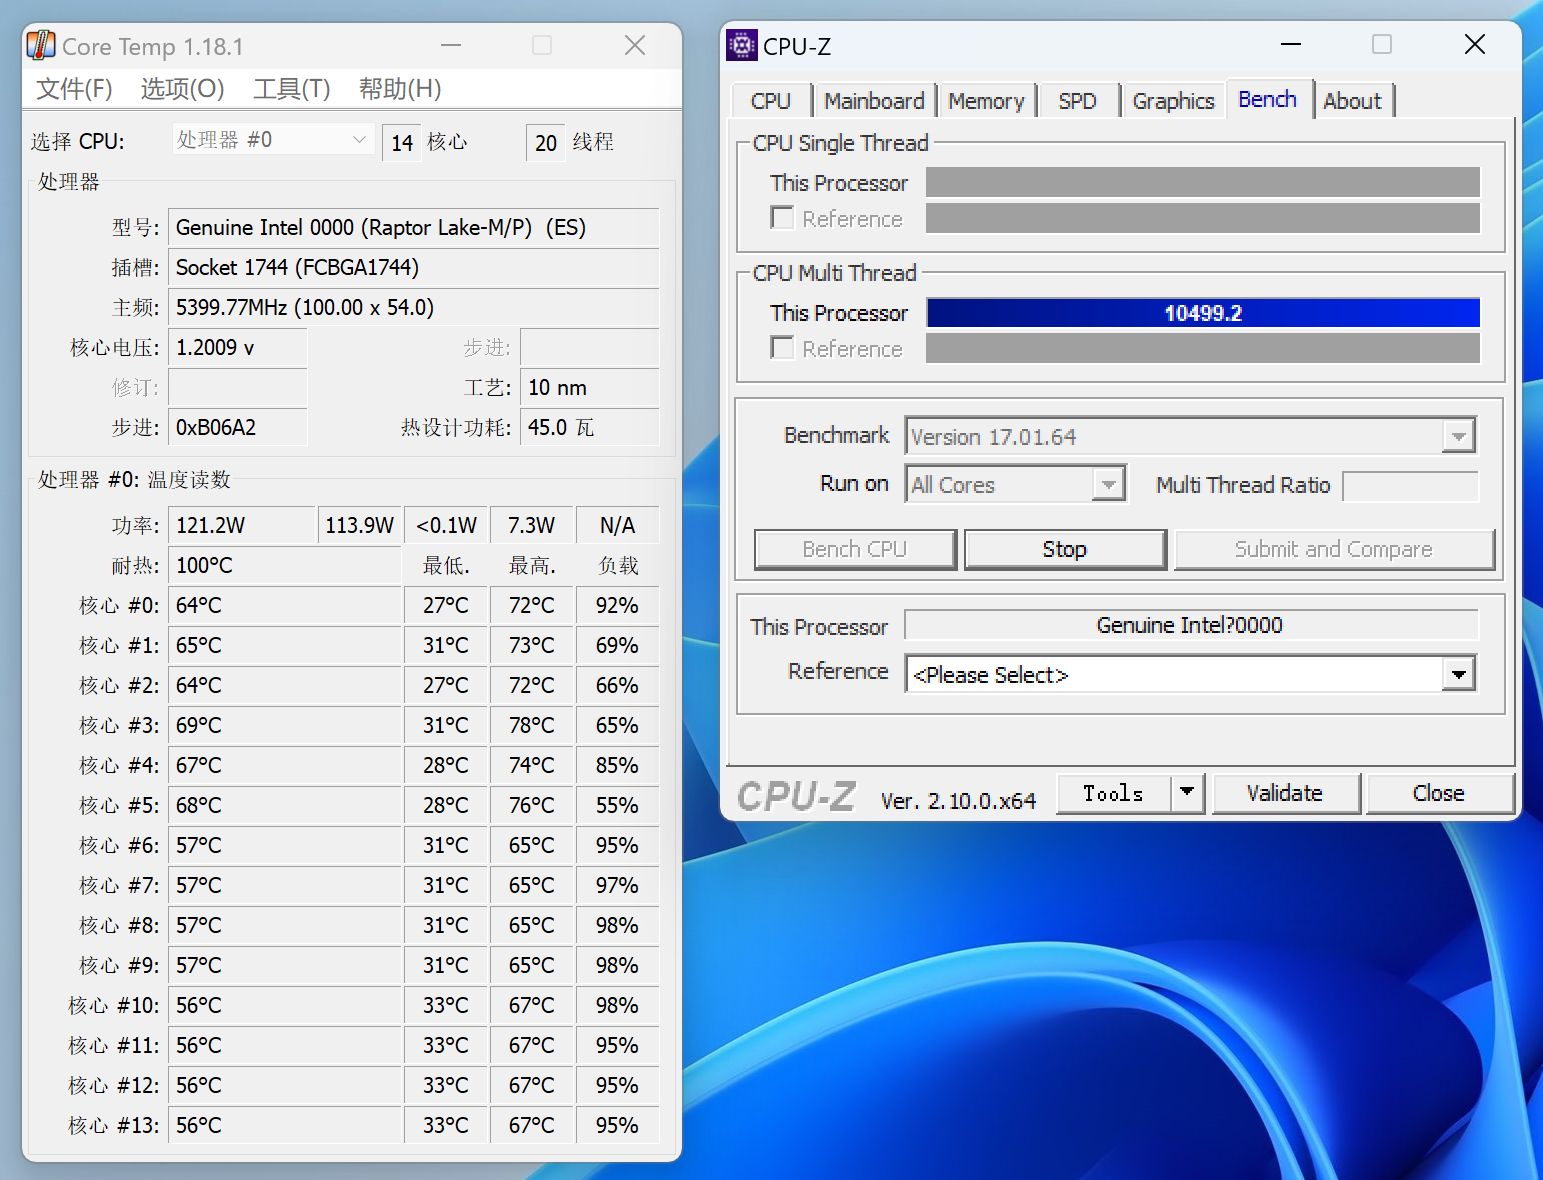 Core Temp 1.18.1
文件(F) 选项(O) 工具(T) 帮助(H)
选择 CPU: 处理器 #0 14 核心 20 线程
处理器
型号: Genuine Intel 0000 (Raptor Lake-M/P) (ES)
插槽: Socket 1744 (FCBGA1744)
主频: 5399.77MHz (100.00 x 54.0)
核心电压: 1.2009 v 步进:
修订: 工艺: 10 nm
步进: 0xB06A2 热设计功耗: 45.0 瓦
处理器 #0: 温度读数
功率: 121.2W 113.9W <0.1W 7.3W N/A
耐热: 100°C 最低. 最高. 负载
核心 #0: 64°C 27°C 72°C 92%
核心 #1: 65°C 31°C 73°C 69%
核心 #2: 64°C 27°C 72°C 66%
核心 #3: 69°C 31°C 78°C 65%
核心 #4: 67°C 28°C 74°C 85%
核心 #5: 68°C 28°C 76°C 55%
核心 #6: 57°C 31°C 65°C 95%
核心 #7: 57°C 31°C 65°C 97%
核心 #8: 57°C 31°C 65°C 98%
核心 #9: 57°C 31°C 65°C 98%
核心 #10: 56°C 33°C 67°C 98%
核心 #11: 56°C 33°C 67°C 95%
核心 #12: 56°C 33°C 67°C 95%
核心 #13: 56°C 33°C 67°C 95%
CPU-Z
CPU Mainboard Memory SPD Graphics Bench About
CPU Single Thread
This Processor
Reference
CPU Multi Thread
This Processor 10499.2
Reference
Benchmark Version 17.01.64
Run on All Cores Multi Thread Ratio
Bench CPU Stop Submit and Compare
This Processor Genuine Intel?0000
Reference <Please Select>
CPU-Z Ver. 2.10.0.x64 Tools Validate Close